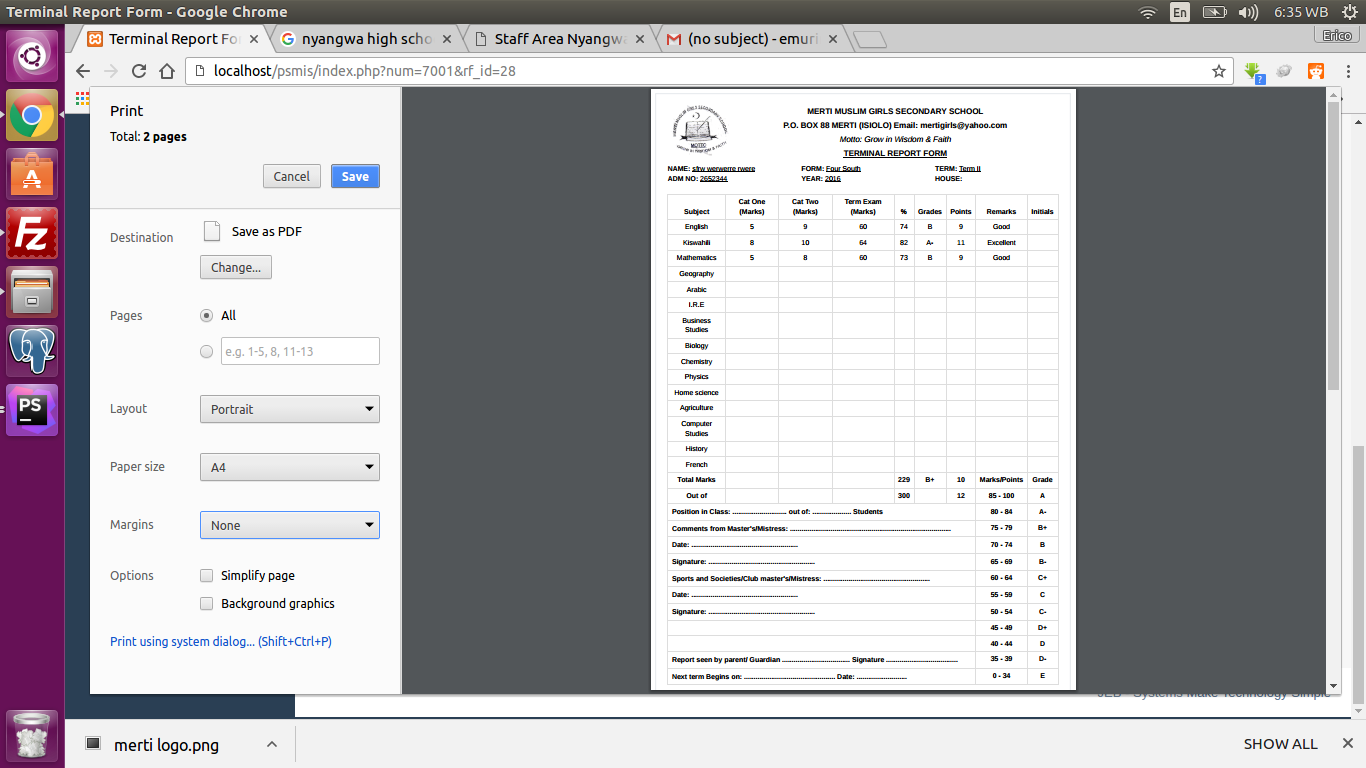 Terminal Report Form - Google Chrome
En
6:35 WB
Terminal Report Fo
nyangwa high scho
Staff Area Nyangwa
(no subject) - emuri
Erico
localhost/psmis/index.php?num=7001&rf_id=28
Print
Total: 2 pages
Cancel
Save
Destination
Save as PDF
Change...
Pages
All
e.g. 1-5, 8, 11-13
Layout
Portrait
Paper size
A4
Margins
None
Options
Simplify page
Background graphics
Print using system dialog... (Shift+Ctrl+P)
MOTTO
MERTI MUSLIM GIRLS SECONDARY SCHOOL
P.O. BOX 88 MERTI (ISIOLO) Email: mertigirls@yahoo.com
Motto: Grow in Wisdom & Faith
TERMINAL REPORT FORM
NAME: sfrw werwerre rwere FORM: Four South TERM: Term II
ADM NO: 2652344 YEAR: 2016 HOUSE:
Subject Cat One (Marks) Cat Two (Marks) Term Exam (Marks) % Grades Points Remarks Initials
English 5 9 60 74 B 9 Good
Kiswahili 8 10 64 82 A- 11 Excellent
Mathematics 5 8 60 73 B 9 Good
Geography
Arabic
I.R.E
Business
Studies
Biology
Chemistry
Physics
Home science
Agriculture
Computer
Studies
History
French
Total Marks 229 B+ 10 Marks/Points Grade
Out of 300 12 85 - 100 A
Position in Class: ............................ out of: .................... Students 80 - 84 A-
Comments from Master's/Mistress: .................................................................................... 75 - 79 B+
Date: ........................................................ 70 - 74 B
Signature: ........................................................ 65 - 69 B-
Sports and Societies/Club master's/Mistress: ........................................................ 60 - 64 C+
Date: ........................................................ 55 - 59 C
Signature: ........................................................ 50 - 54 C-
45 - 49 D+
40 - 44 D
Report seen by parent/ Guardian .................................... Signature ...................................... 35 - 39 D-
Next term Begins on: ................................................ Date: .......................... 0 - 34 E
PS
merti logo.png
SHOW ALL